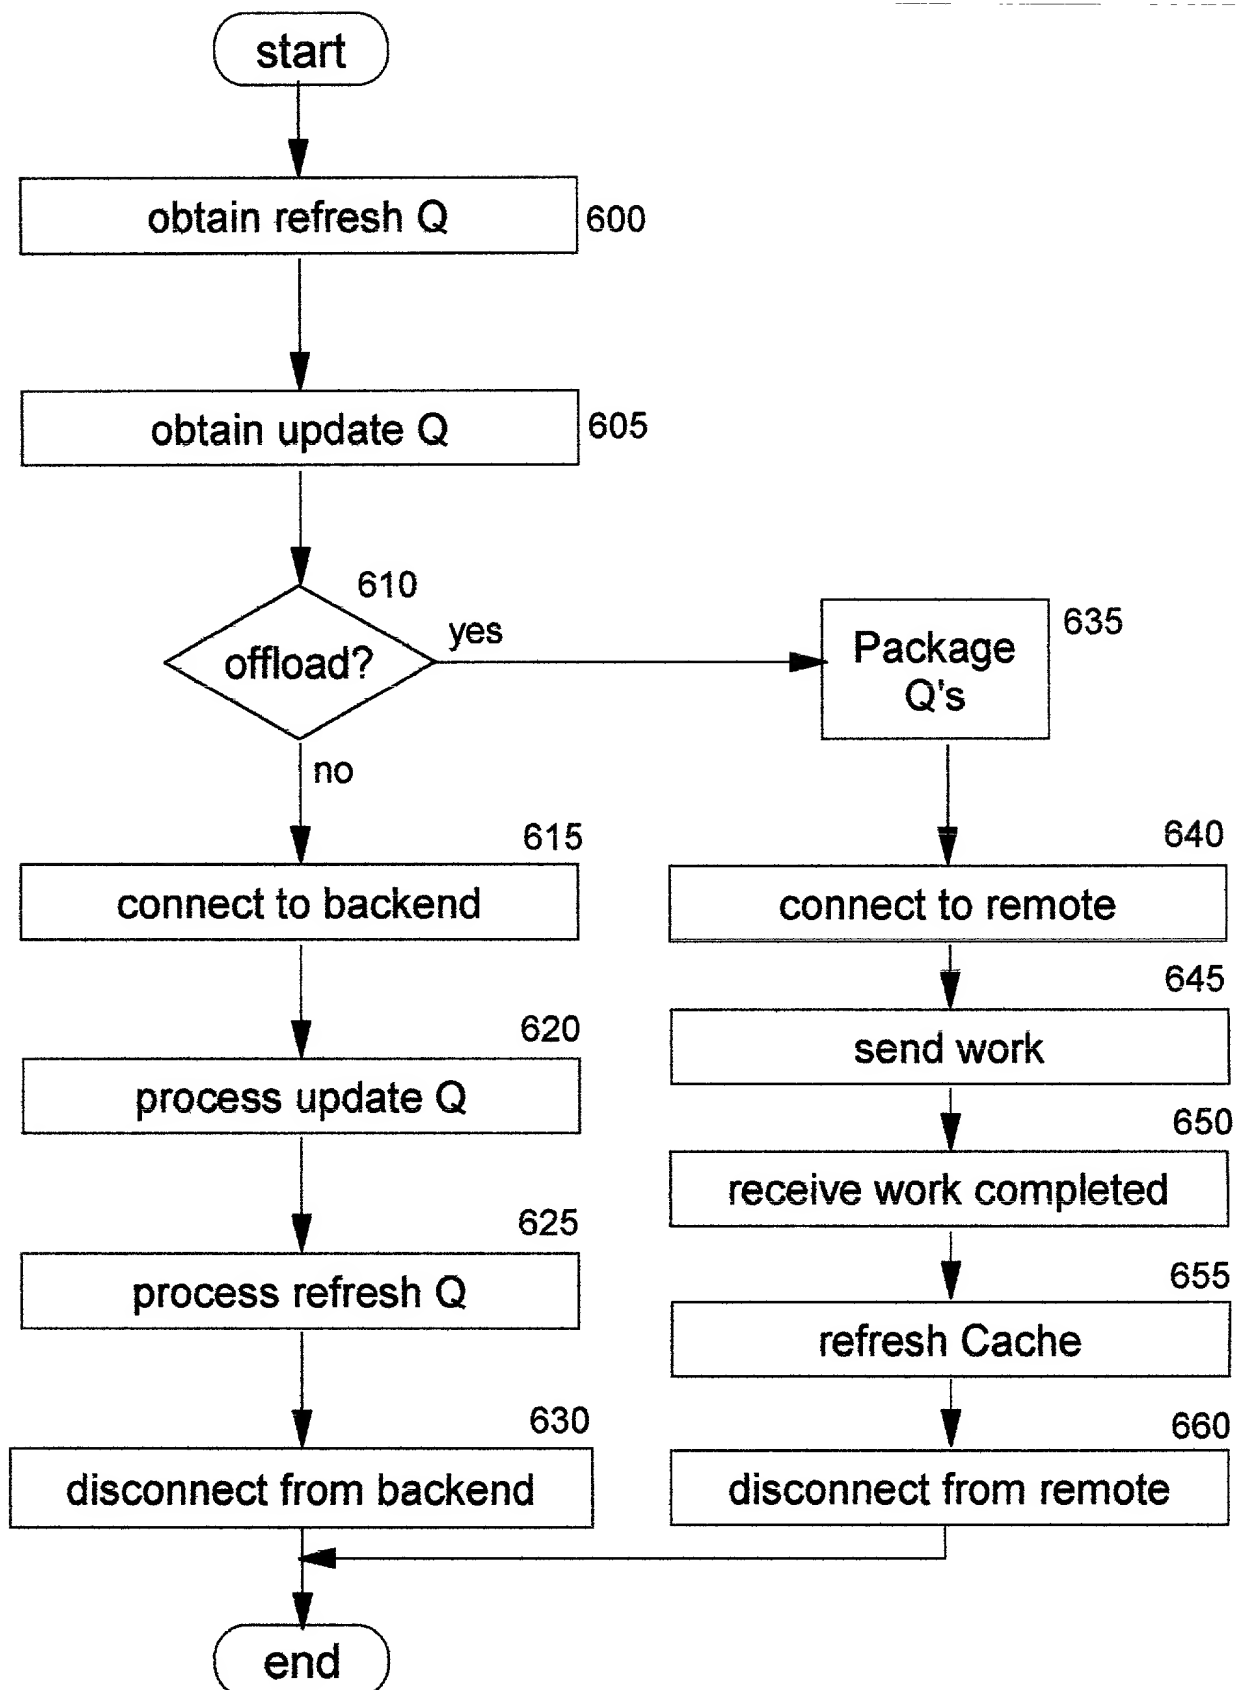 start
obtain refresh Q
600
obtain update Q
605
610
offload?
yes
no
Package
Q's
635
615
connect to backend
640
connect to remote
645
send work
620
process update Q
650
receive work completed
625
process refresh Q
655
refresh Cache
630
disconnect from backend
660
disconnect from remote
end